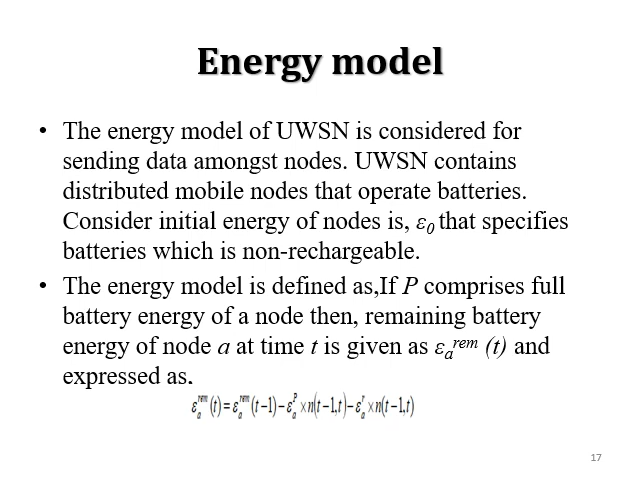 Energy model
• The energy model of UWSN is considered for
sending data amongst nodes. UWSN contains
distributed mobile nodes that operate batteries.
Consider initial energy of nodes is, ε₀ that specifies
batteries which is non-rechargeable.
• The energy model is defined as,If P comprises full
battery energy of a node then, remaining battery
energy of node a at time t is given as εₐʳᵉᵐ (t) and
expressed as.
εₐʳᵉᵐ(t)=εₐʳᵉᵐ(t−1)−εₐᴾ×n(t−1,t)−εₐʳ×n(t−1,t)
17